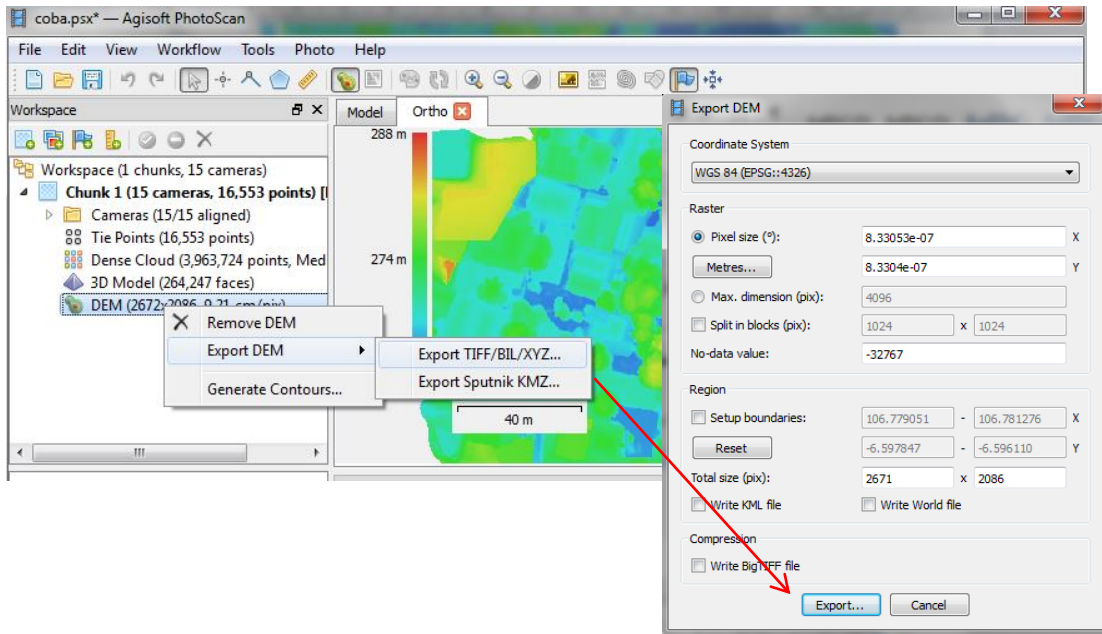 coba.psx* — Agisoft PhotoScan
File Edit View Workflow Tools Photo Help
Workspace
Model Ortho
Workspace (1 chunks, 15 cameras)
Chunk 1 (15 cameras, 16,553 points) [
Cameras (15/15 aligned)
Tie Points (16,553 points)
Dense Cloud (3,963,724 points, Med
3D Model (264,247 faces)
DEM (2672x2086, 9.21 cm/pix)
Remove DEM
Export DEM
Generate Contours...
Export TIFF/BIL/XYZ...
Export Sputnik KMZ...
288 m
274 m
40 m
Export DEM
Coordinate System
WGS 84 (EPSG::4326)
Raster
Pixel size (°): 8.33053e-07 X
Metres... 8.3304e-07 Y
Max. dimension (pix): 4096
Split in blocks (pix): 1024 x 1024
No-data value: -32767
Region
Setup boundaries: 106.779051 - 106.781276 X
Reset -6.597847 - -6.596110 Y
Total size (pix): 2671 x 2086
Write KML file Write World file
Compression
Write BigTIFF file
Export... Cancel